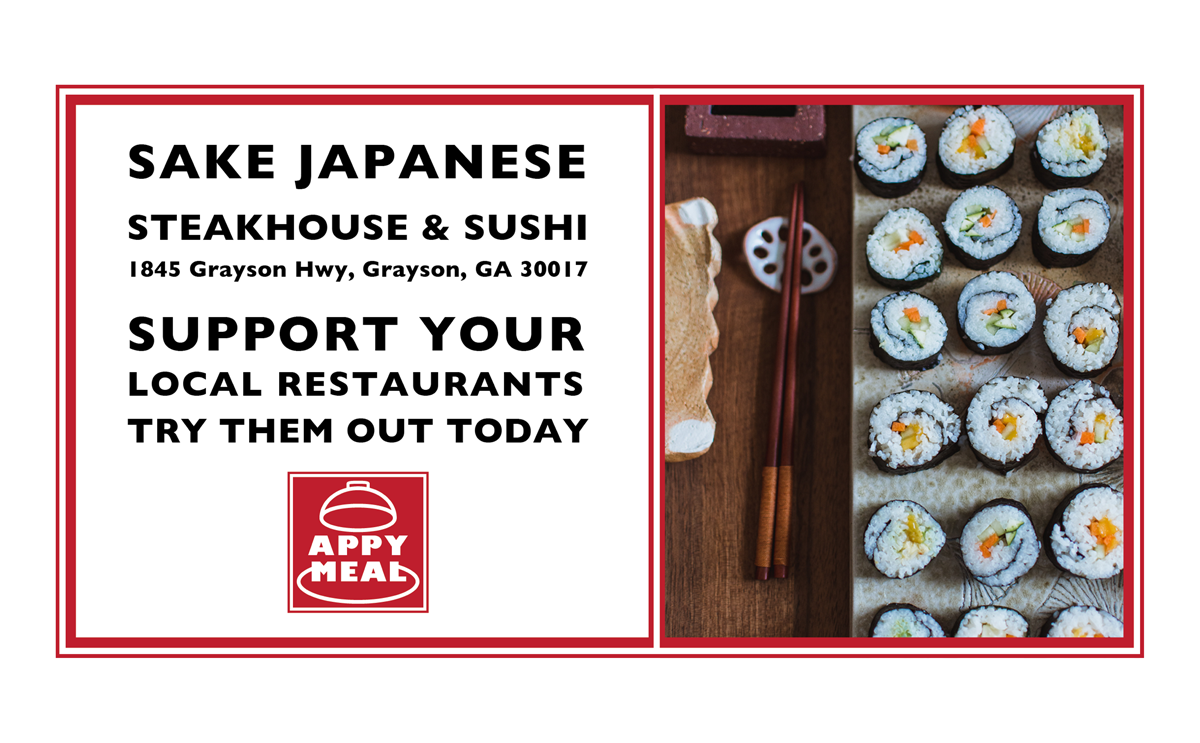 SAKE JAPANESE
STEAKHOUSE & SUSHI
1845 Grayson Hwy, Grayson, GA 30017
SUPPORT YOUR
LOCAL RESTAURANTS
TRY THEM OUT TODAY
APPY
MEAL